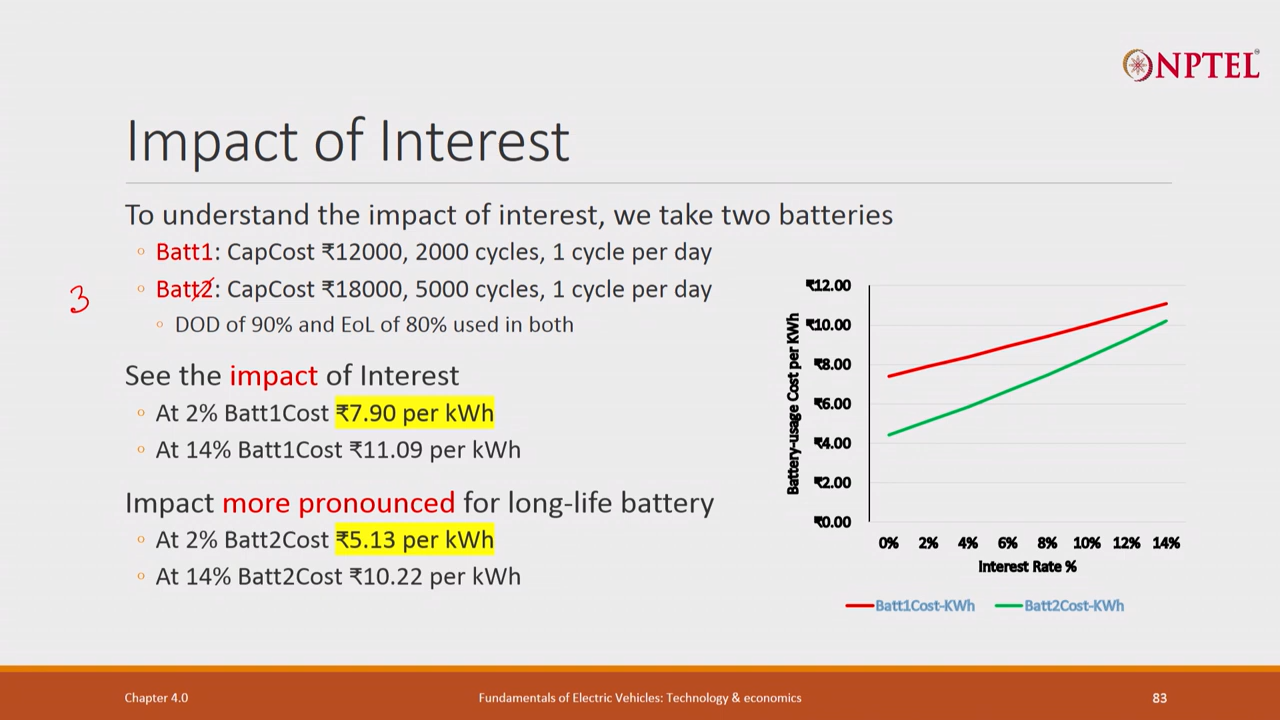 NPTEL
Impact of Interest
To understand the impact of interest, we take two batteries
Batt1: CapCost ₹12000, 2000 cycles, 1 cycle per day
3
Batt2: CapCost ₹18000, 5000 cycles, 1 cycle per day
DOD of 90% and EoL of 80% used in both
See the impact of Interest
At 2% Batt1Cost ₹7.90 per kWh
At 14% Batt1Cost ₹11.09 per kWh
Impact more pronounced for long-life battery
At 2% Batt2Cost ₹5.13 per kWh
At 14% Batt2Cost ₹10.22 per kWh
Battery-usage Cost per KWh
₹12.00
₹10.00
₹8.00
₹6.00
₹4.00
₹2.00
₹0.00
0% 2% 4% 6% 8% 10% 12% 14%
Interest Rate %
Batt1Cost-KWh Batt2Cost-KWh
Chapter 4.0 Fundamentals of Electric Vehicles: Technology & economics 83